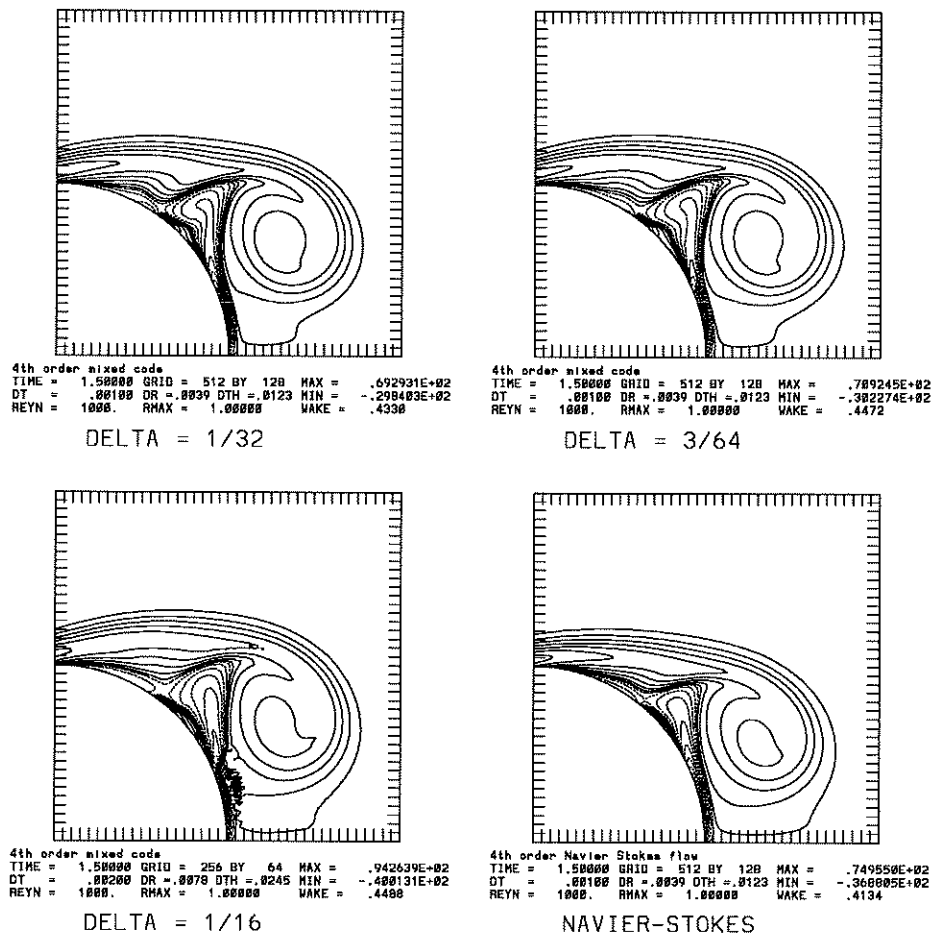 4th order mixed code
TIME = 1.50000 GRID = 512 BY 128 MAX = .692931E+02
DT = .00100 DR =.0039 DTH =.0123 MIN = -.298403E+02
REYN = 1000. RMAX = 1.00000 WAKE = .4330
DELTA = 1/32
4th order mixed code
TIME = 1.50000 GRID = 512 BY 128 MAX = .709245E+02
DT = .00100 DR =.0039 DTH =.0123 MIN = -.302274E+02
REYN = 1000. RMAX = 1.00000 WAKE = .4472
DELTA = 3/64
4th order mixed code
TIME = 1.50000 GRID = 256 BY 64 MAX = .942639E+02
DT = .00200 DR =.0078 DTH =.0245 MIN = -.400131E+02
REYN = 1000. RMAX = 1.00000 WAKE = .4488
DELTA = 1/16
4th order Navier Stokes flow
TIME = 1.50000 GRID = 512 BY 128 MAX = .749550E+02
DT = .00100 DR =.0039 DTH =.0123 MIN = -.368805E+02
REYN = 1000. RMAX = 1.00000 WAKE = .4134
NAVIER-STOKES